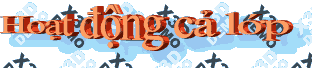 Hoạt động cả lớp